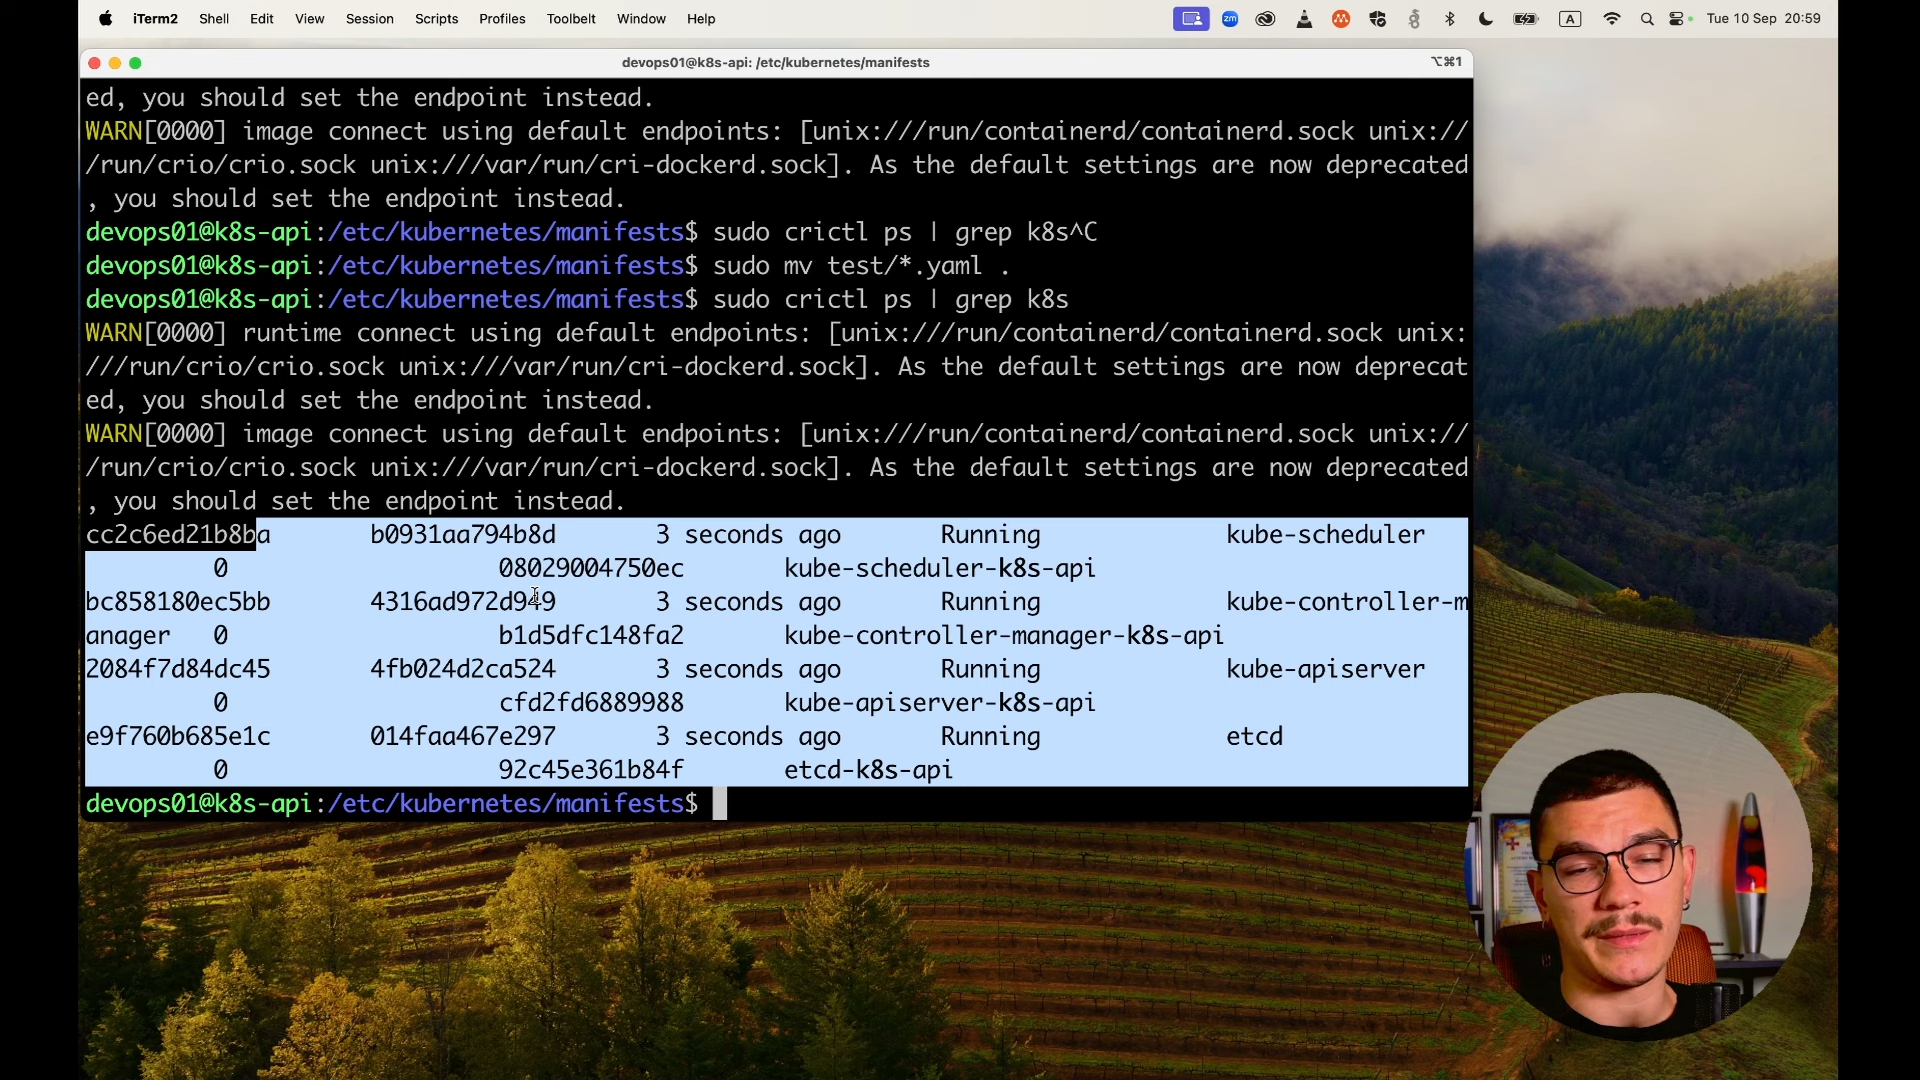 iTerm2 Shell Edit View Session Scripts Profiles Toolbelt Window Help zm A Tue 10 Sep 20:59
devops01@k8s-api: /etc/kubernetes/manifests ⌥⌘1
ed, you should set the endpoint instead.
WARN[0000] image connect using default endpoints: [unix:///run/containerd/containerd.sock unix://
/run/crio/crio.sock unix:///var/run/cri-dockerd.sock]. As the default settings are now deprecated
, you should set the endpoint instead.
devops01@k8s-api:/etc/kubernetes/manifests$ sudo crictl ps | grep k8s^C
devops01@k8s-api:/etc/kubernetes/manifests$ sudo mv test/*.yaml .
devops01@k8s-api:/etc/kubernetes/manifests$ sudo crictl ps | grep k8s
WARN[0000] runtime connect using default endpoints: [unix:///run/containerd/containerd.sock unix:
///run/crio/crio.sock unix:///var/run/cri-dockerd.sock]. As the default settings are now deprecat
ed, you should set the endpoint instead.
WARN[0000] image connect using default endpoints: [unix:///run/containerd/containerd.sock unix://
/run/crio/crio.sock unix:///var/run/cri-dockerd.sock]. As the default settings are now deprecated
, you should set the endpoint instead.
cc2c6ed21b8ba b0931aa794b8d 3 seconds ago Running kube-scheduler
0 08029004750ec kube-scheduler-k8s-api
bc858180ec5bb 4316ad972d949 3 seconds ago Running kube-controller-m
anager 0 b1d5dfc148fa2 kube-controller-manager-k8s-api
2084f7d84dc45 4fb024d2ca524 3 seconds ago Running kube-apiserver
0 cfd2fd6889988 kube-apiserver-k8s-api
e9f760b685e1c 014faa467e297 3 seconds ago Running etcd
0 92c45e361b84f etcd-k8s-api
devops01@k8s-api:/etc/kubernetes/manifests$